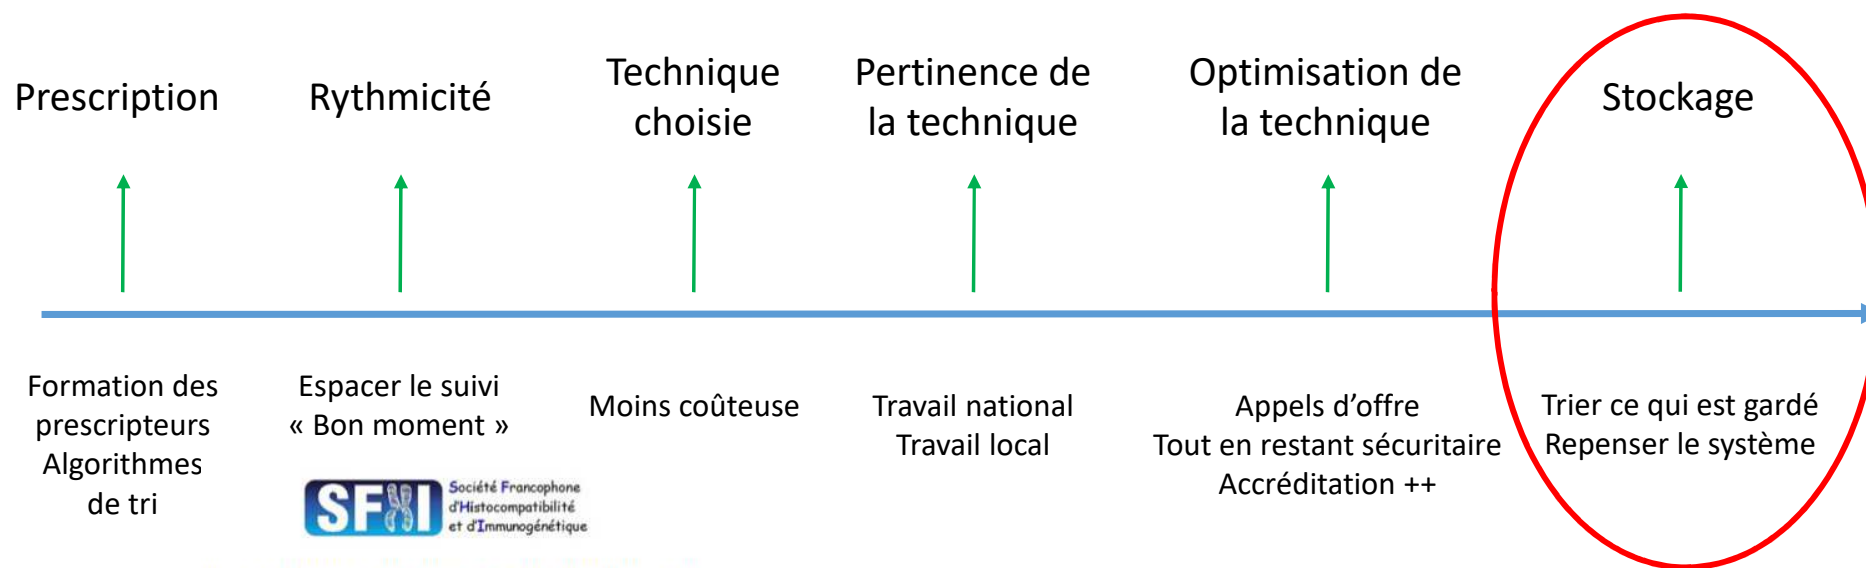 Prescription
Rythmicité
Technique
choisie
Pertinence de
la technique
Optimisation de
la technique
Stockage
Formation des
prescripteurs
Algorithmes
de tri
Espacer le suivi
« Bon moment »
Moins coûteuse
Travail national
Travail local
Appels d'offre
Tout en restant sécuritaire
Accréditation ++
Trier ce qui est gardé
Repenser le système
SFHI
Société Francophone
d'Histocompatibilité
et d'Immunogénétique